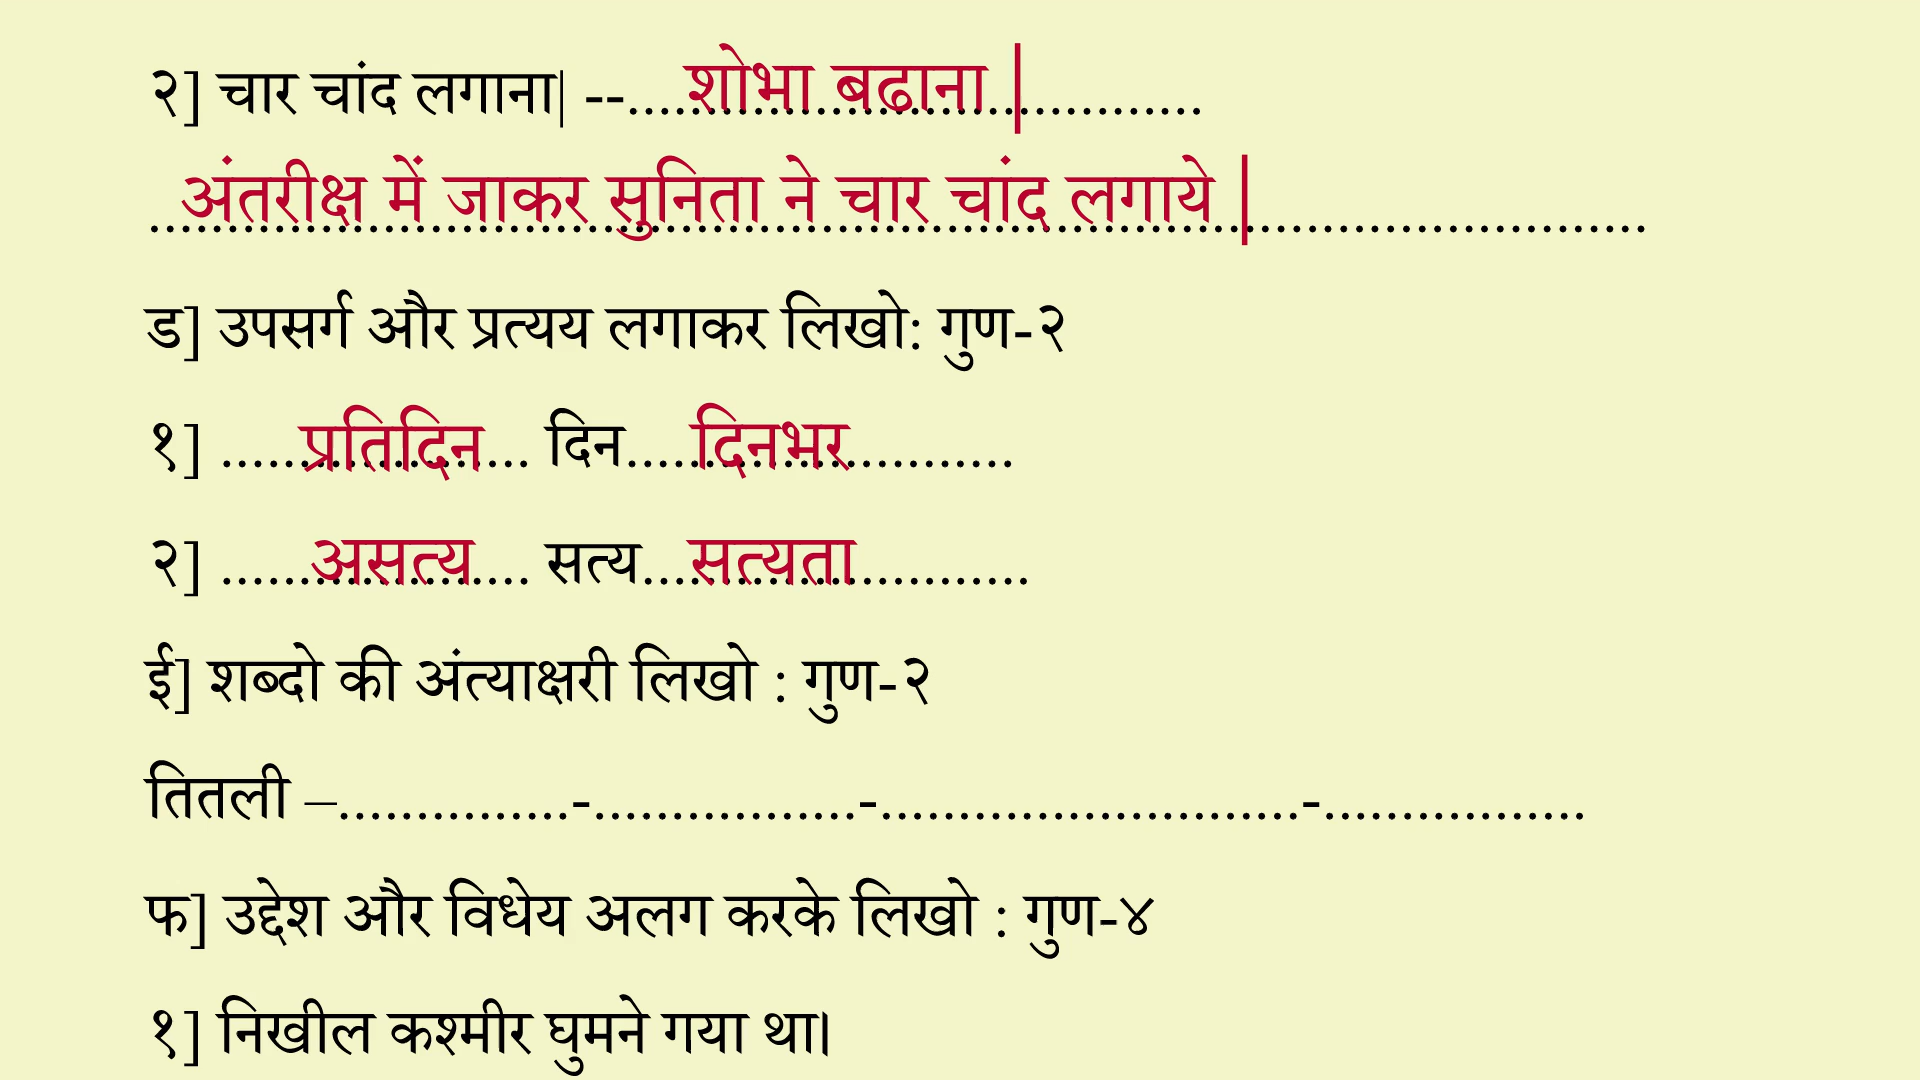 २] चार चांद लगाना| --....शोभा बढाना |............
..अंतरीक्ष में जाकर सुनिता ने चार चांद लगाये |..........................
ड] उपसर्ग और प्रत्यय लगाकर लिखो: गुण-२
१] .....प्रतिदिन... दिन....दिनभर...........
२] ......असत्य.... सत्य...सत्यता...........
ई] शब्दो की अंत्याक्षरी लिखो : गुण-२
तितली –...............-.................-...........................-.................
फ] उद्देश और विधेय अलग करके लिखो : गुण-४
१] निखील कश्मीर घुमने गया था।